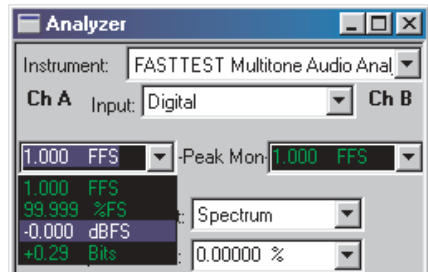 Analyzer
Instrument: FASTTEST Multitone Audio Anal
Ch A Input: Digital Ch B
1.000 FFS -Peak Mon- 1.000 FFS
1.000 FFS
99.999 %FS
t: Spectrum
-0.000 dBFS
+0.29 Bits : 0.00000 %